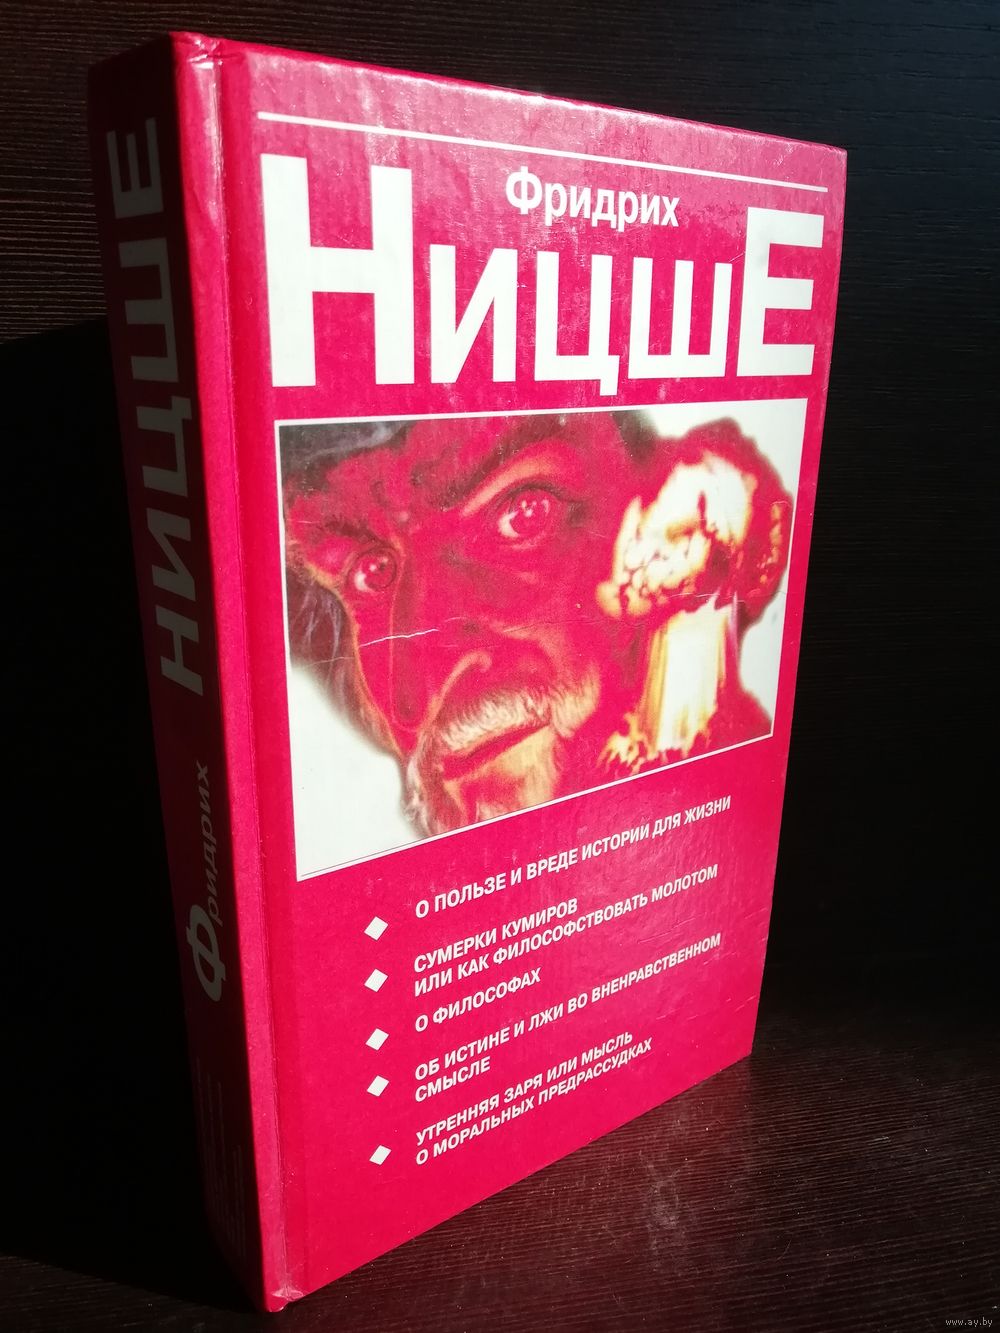 Фридрих
НицшЕ
О ПОЛЬЗЕ И ВРЕДЕ ИСТОРИИ ДЛЯ ЖИЗНИ
СУМЕРКИ КУМИРОВ
ИЛИ КАК ФИЛОСОФСТВОВАТЬ МОЛОТОМ
О ФИЛОСОФАХ
ОБ ИСТИНЕ И ЛЖИ ВО ВНЕНРАВСТВЕННОМ
СМЫСЛЕ
УТРЕННЯЯ ЗАРЯ ИЛИ МЫСЛЬ
О МОРАЛЬНЫХ ПРЕДРАССУДКАХ
Фридрих НИЦШЕ
www.ay.by